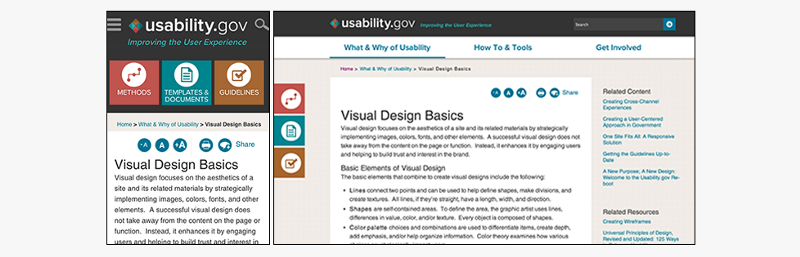 usability.gov
Improving the User Experience
METHODS
TEMPLATES &
DOCUMENTS
GUIDELINES
Home > What & Why of Usability > Visual Design Basics
-A A +A Share
Visual Design Basics
Visual design focuses on the aesthetics of a
site and its related materials by strategically
implementing images, colors, fonts, and other
elements. A successful visual design does
not take away from the content on the page or
function. Instead, it enhances it by engaging
users and helping to build trust and interest in
usability.gov Improving the User Experience
Search
What & Why of Usability How To & Tools Get Involved
Home > What & Why of Usability > Visual Design Basics
-A A +A Share
Visual Design Basics
Visual design focuses on the aesthetics of a site and its related materials by strategically
implementing images, colors, fonts, and other elements. A successful visual design does not
take away from the content on the page or function. Instead, it enhances it by engaging users
and helping to build trust and interest in the brand.
Basic Elements of Visual Design
The basic elements that combine to create visual designs include the following:
• Lines connect two points and can be used to help define shapes, make divisions, and
create textures. All lines, if they're straight, have a length, width, and direction.
• Shapes are self-contained areas. To define the area, the graphic artist uses lines,
differences in value, color, and/or texture. Every object is composed of shapes.
• Color palette choices and combinations are used to differentiate items, create depth,
add emphasis, and/or help organize information. Color theory examines how various
Related Content
Creating Cross-Channel
Experiences
Creating a User-Centered
Approach in Government
One Site Fits All: A Responsive
Solution
Getting the Guidelines Up-to-
Date
A New Purpose; A New Design:
Welcome to the Usability.gov Re-
boot
Related Resources
Creating Wireframes
Universal Principles of Design,
Revised and Updated: 125 Ways